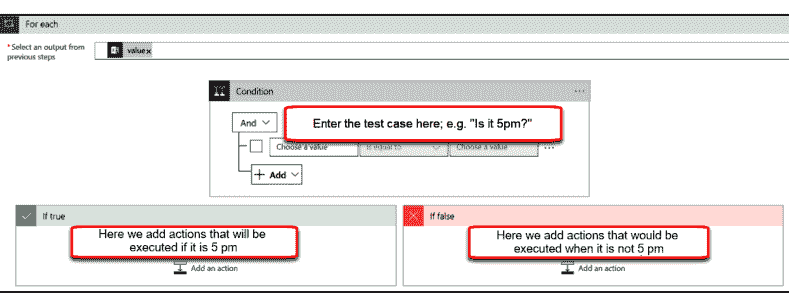 For each
*Select an output from
previous steps
value x
Condition
...
And
Enter the test case here; e.g. "Is it 5pm?"
Choose a value
is equal to
Choose a value
...
+ Add
If true
If false
Here we add actions that will be
executed if it is 5 pm
Here we add actions that would be
executed when it is not 5 pm
Add an action
Add an action